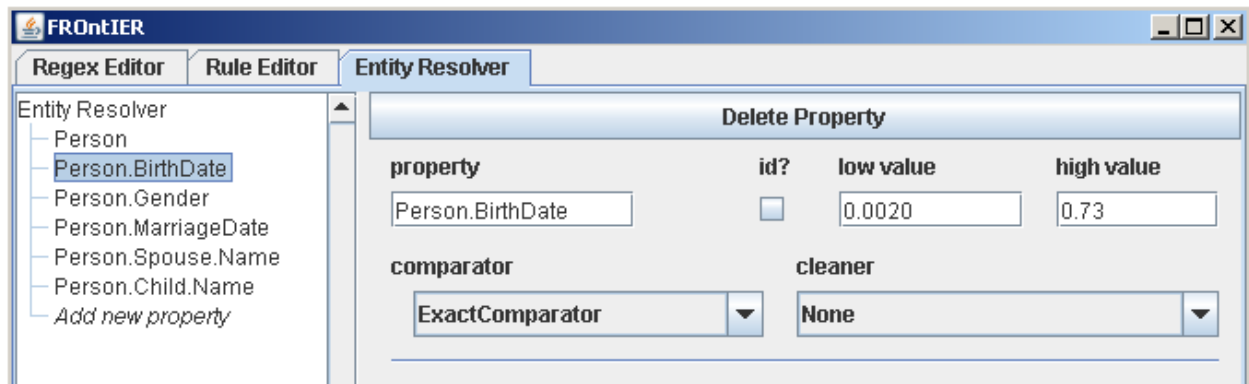 FROntIER
Regex Editor Rule Editor Entity Resolver
Entity Resolver
Person
Person.BirthDate
Person.Gender
Person.MarriageDate
Person.Spouse.Name
Person.Child.Name
Add new property
Delete Property
property id? low value high value
Person.BirthDate 0.0020 0.73
comparator cleaner
ExactComparator None